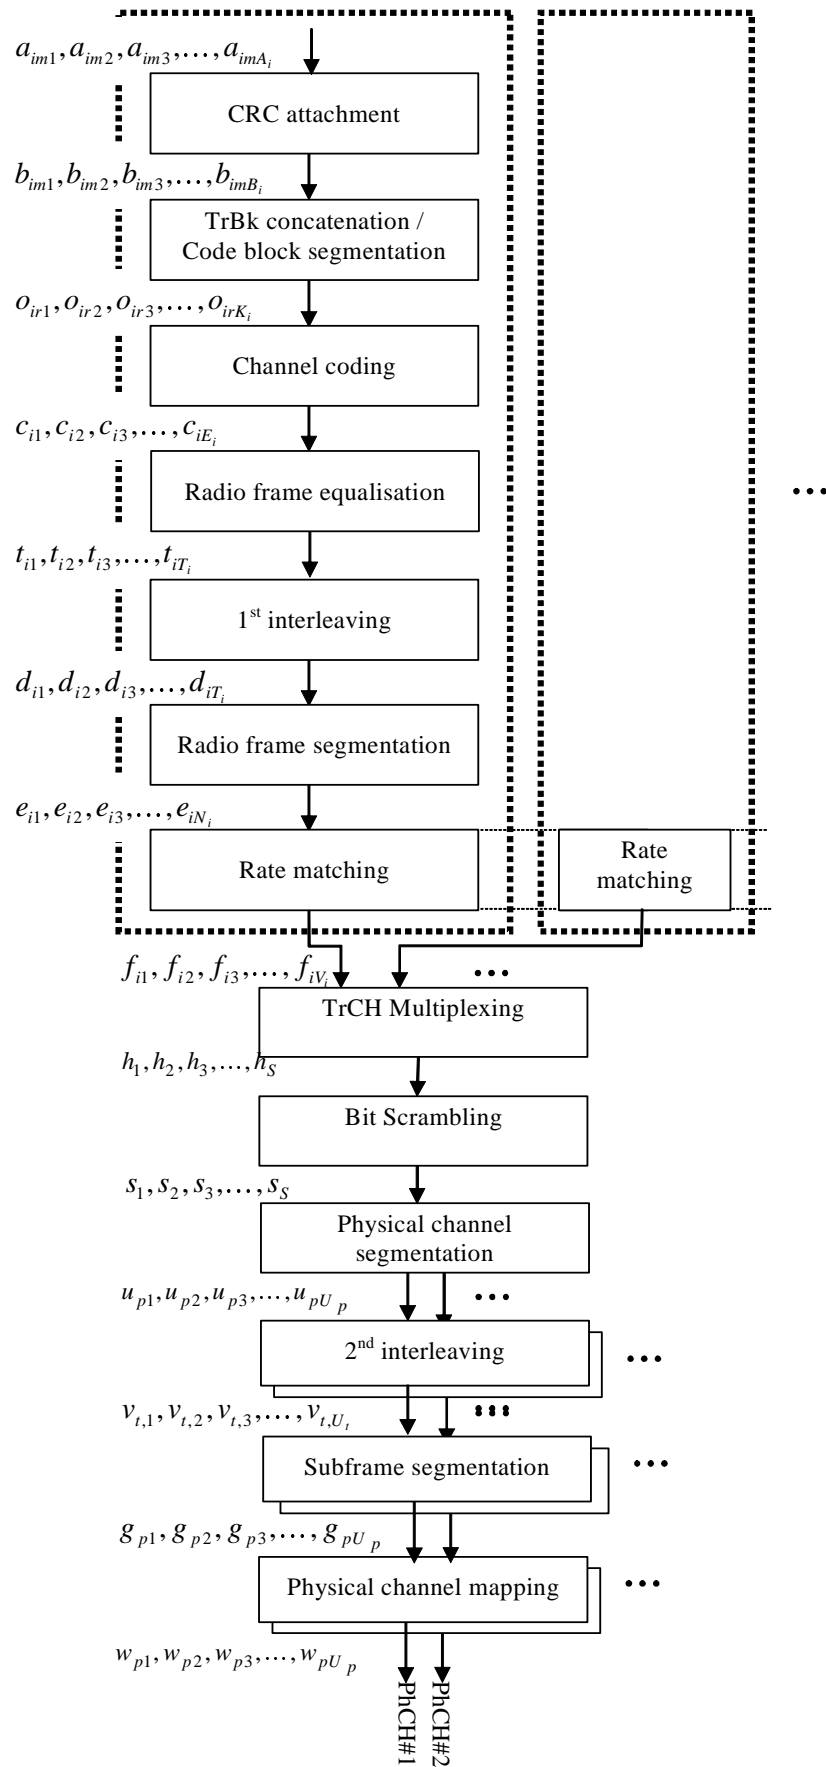 a_{im1}, a_{im2}, a_{im3}, ..., a_{imA_i}
CRC attachment
b_{im1}, b_{im2}, b_{im3}, ..., b_{imB_i}
TrBk concatenation /
Code block segmentation
o_{ir1}, o_{ir2}, o_{ir3}, ..., o_{irK_i}
Channel coding
c_{i1}, c_{i2}, c_{i3}, ..., c_{iE_i}
Radio frame equalisation
...
t_{i1}, t_{i2}, t_{i3}, ..., t_{iT_i}
1^{st} interleaving
d_{i1}, d_{i2}, d_{i3}, ..., d_{iT_i}
Radio frame segmentation
e_{i1}, e_{i2}, e_{i3}, ..., e_{iN_i}
Rate matching
Rate
matching
f_{i1}, f_{i2}, f_{i3}, ..., f_{iV_i}
...
TrCH Multiplexing
h_1, h_2, h_3, ..., h_S
Bit Scrambling
s_1, s_2, s_3, ..., s_S
Physical channel
segmentation
u_{p1}, u_{p2}, u_{p3}, ..., u_{pU_p}
...
2^{nd} interleaving
...
v_{t,1}, v_{t,2}, v_{t,3}, ..., v_{t,U_t}
...
Subframe segmentation
...
g_{p1}, g_{p2}, g_{p3}, ..., g_{pU_p}
Physical channel mapping
...
w_{p1}, w_{p2}, w_{p3}, ..., w_{pU_p}
PhCH#1
PhCH#2